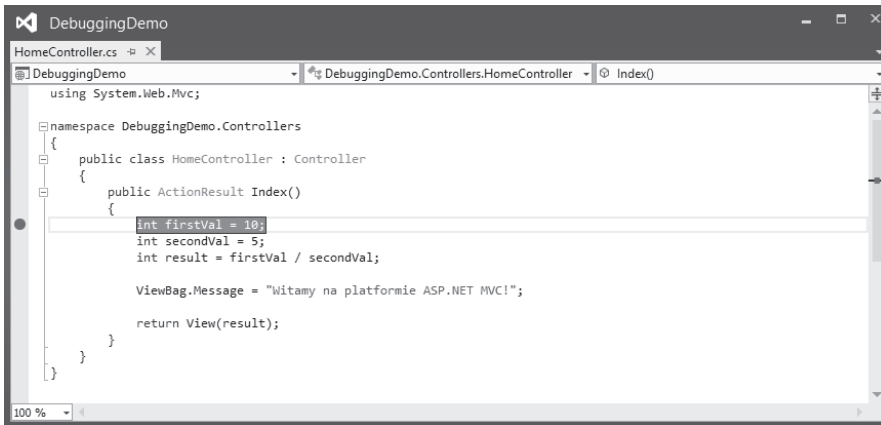 DebuggingDemo
HomeController.cs
DebuggingDemo DebuggingDemo.Controllers.HomeController Index()
using System.Web.Mvc;
namespace DebuggingDemo.Controllers
{
public class HomeController : Controller
{
public ActionResult Index()
{
int firstVal = 10;
int secondVal = 5;
int result = firstVal / secondVal;
ViewBag.Message = "Witamy na platformie ASP.NET MVC!";
return View(result);
}
}
}
100 %